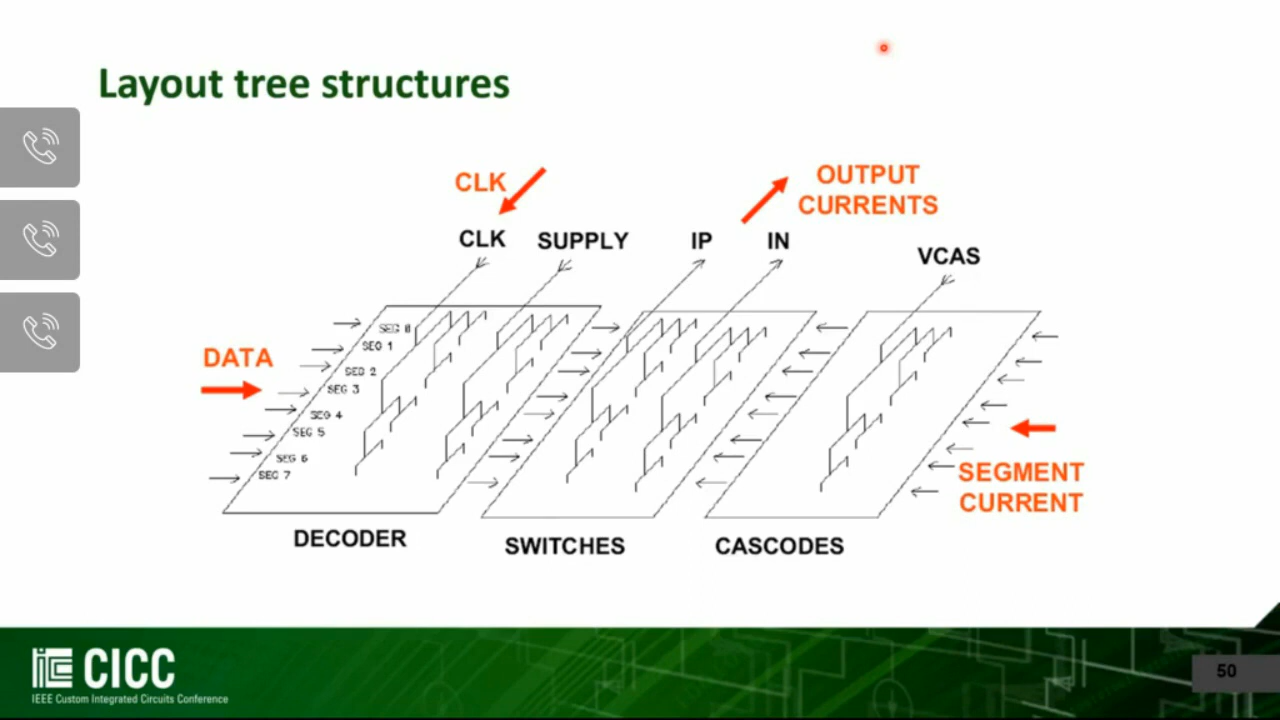 Layout tree structures
CLK
OUTPUT
CURRENTS
CLK
SUPPLY
IP
IN
VCAS
SEG 0
SEG 1
DATA
SEG 2
SEG 3
SEG 4
SEG 5
SEG 6
SEG 7
SEGMENT
CURRENT
DECODER
SWITCHES
CASCODES
CICC
IEEE Custom Integrated Circuits Conference
50